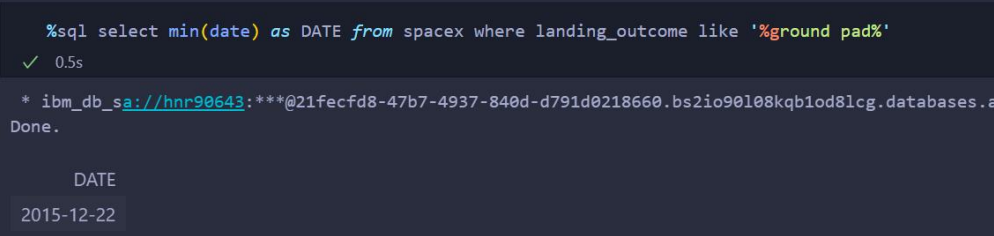 %sql select min(date) as DATE from spacex where landing_outcome like '%ground pad%'
✓ 0.5s
* ibm_db_sa://hnr90643:***@21fecfd8-47b7-4937-840d-d791d0218660.bs2io90l08kqb1od8lcg.databases.a
Done.
DATE
2015-12-22